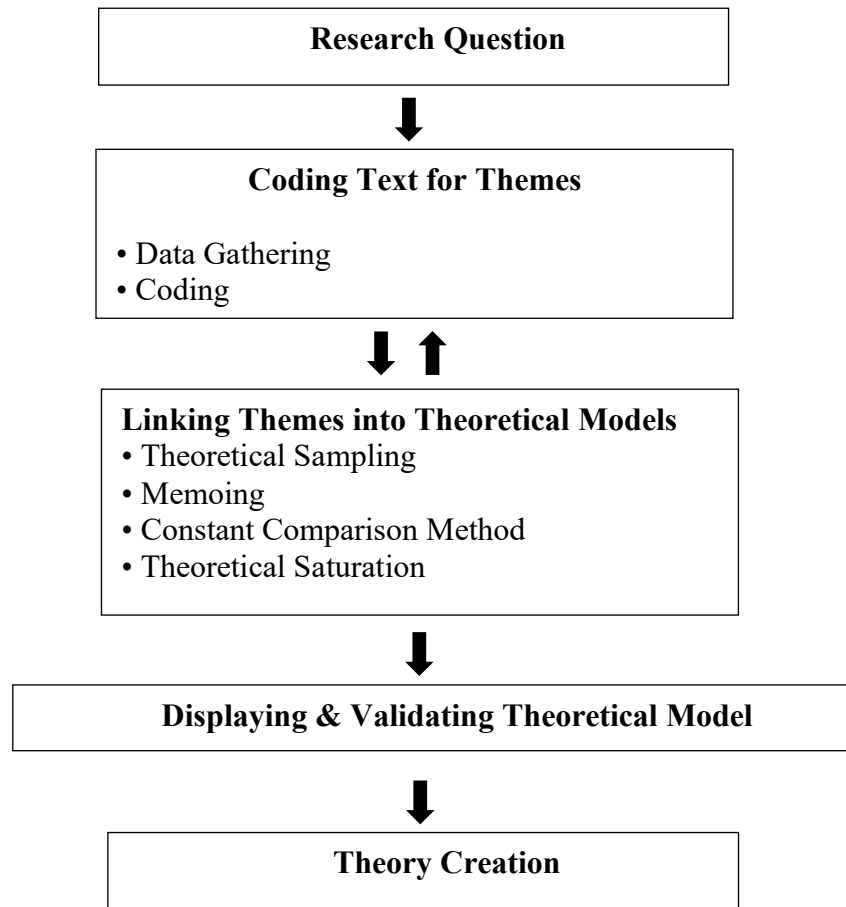 Research Question
Coding Text for Themes
• Data Gathering
• Coding
Linking Themes into Theoretical Models
• Theoretical Sampling
• Memoing
• Constant Comparison Method
• Theoretical Saturation
Displaying & Validating Theoretical Model
Theory Creation